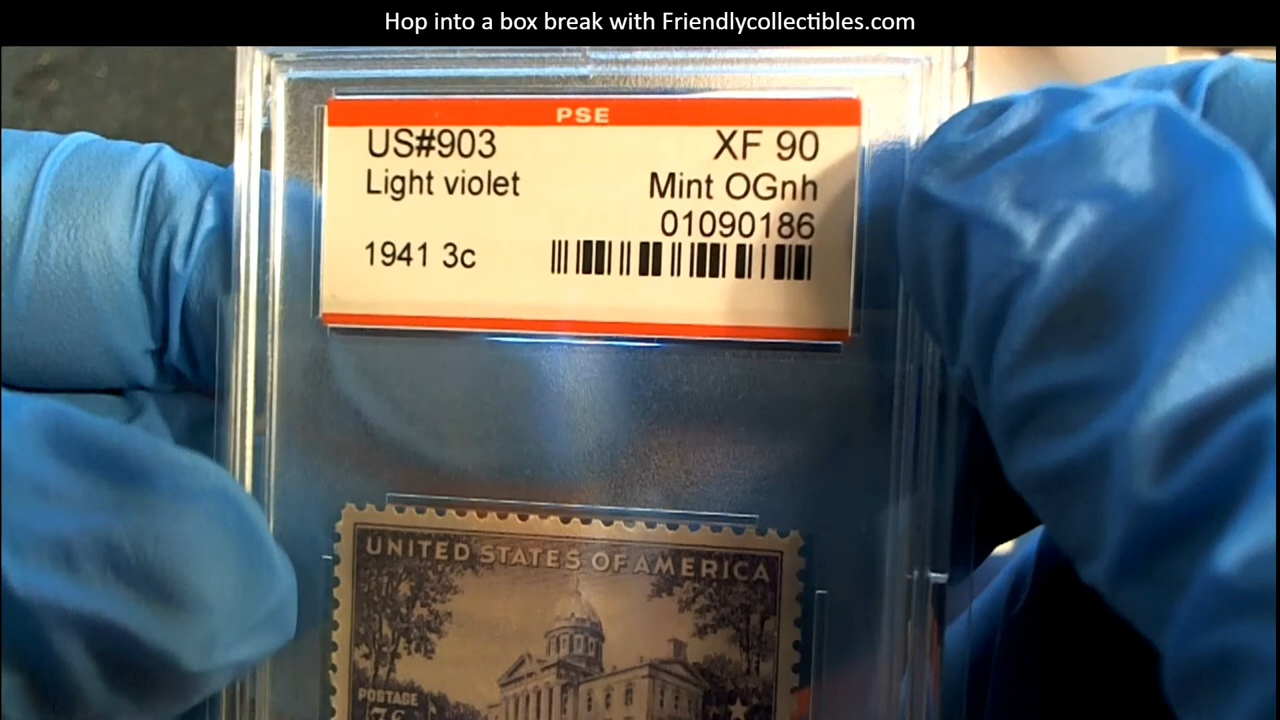 Hop into a box break with Friendlycollectibles.com
PSE
US#903 XF 90
Light violet Mint OGnh
01090186
1941 3c
UNITED STATES OF AMERICA
POSTAGE